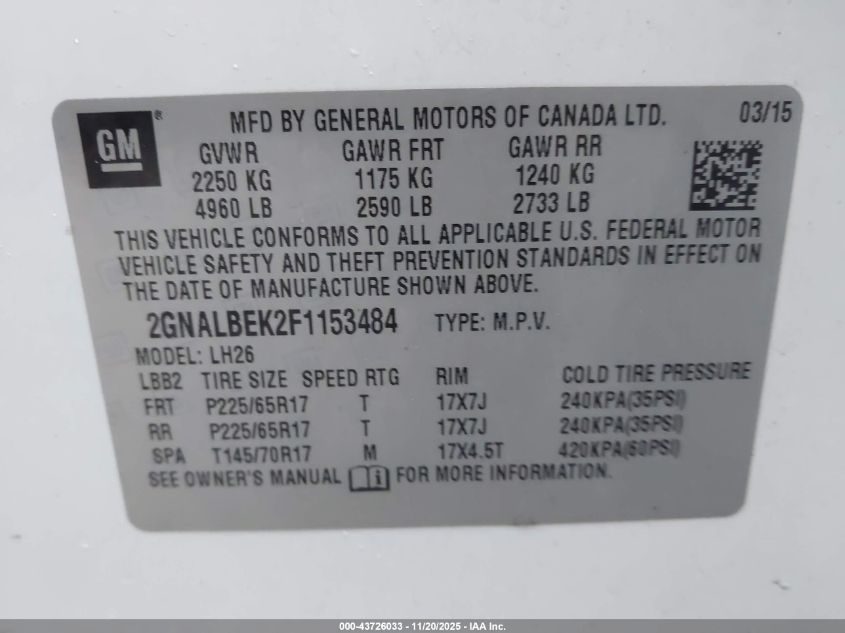 GM ® MFD BY GENERAL MOTORS OF CANADA LTD. 03/15
GVWR GAWR FRT GAWR RR
2250 KG 1175 KG 1240 KG
4960 LB 2590 LB 2733 LB
THIS VEHICLE CONFORMS TO ALL APPLICABLE U.S. FEDERAL MOTOR
VEHICLE SAFETY AND THEFT PREVENTION STANDARDS IN EFFECT ON
THE DATE OF MANUFACTURE SHOWN ABOVE.
2GNALBEK2F1153484 TYPE: M.P.V.
MODEL: LH26
LBB2 TIRE SIZE SPEED RTG RIM COLD TIRE PRESSURE
FRT P225/65R17 T 17X7J 240KPA(35PSI)
RR P225/65R17 T 17X7J 240KPA(35PSI)
SPA T145/70R17 M 17X4.5T 420KPA(60PSI)
SEE OWNER'S MANUAL i FOR MORE INFORMATION.
000-43726033 — 11/20/2025 - IAA Inc.